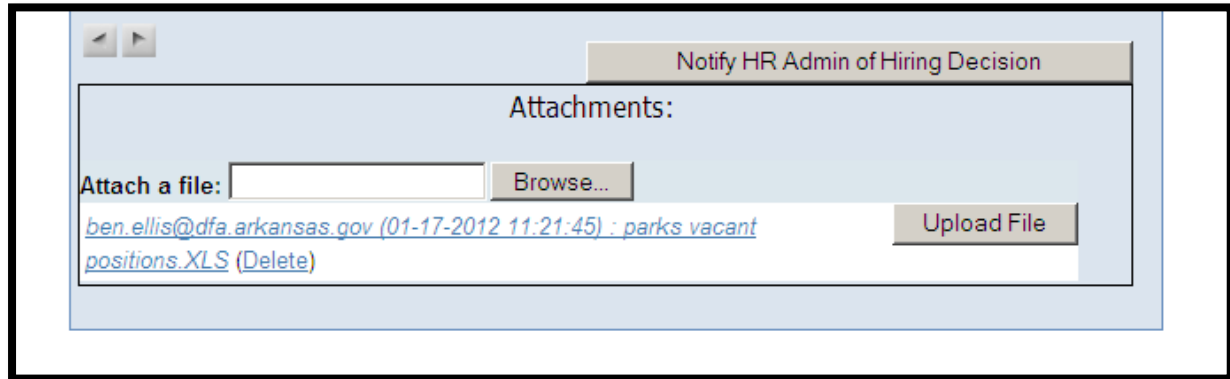 Notify HR Admin of Hiring Decision
Attachments:
Attach a file: Browse...
ben.ellis@dfa.arkansas.gov (01-17-2012 11:21:45) : parks vacant
positions.XLS (Delete)
Upload File